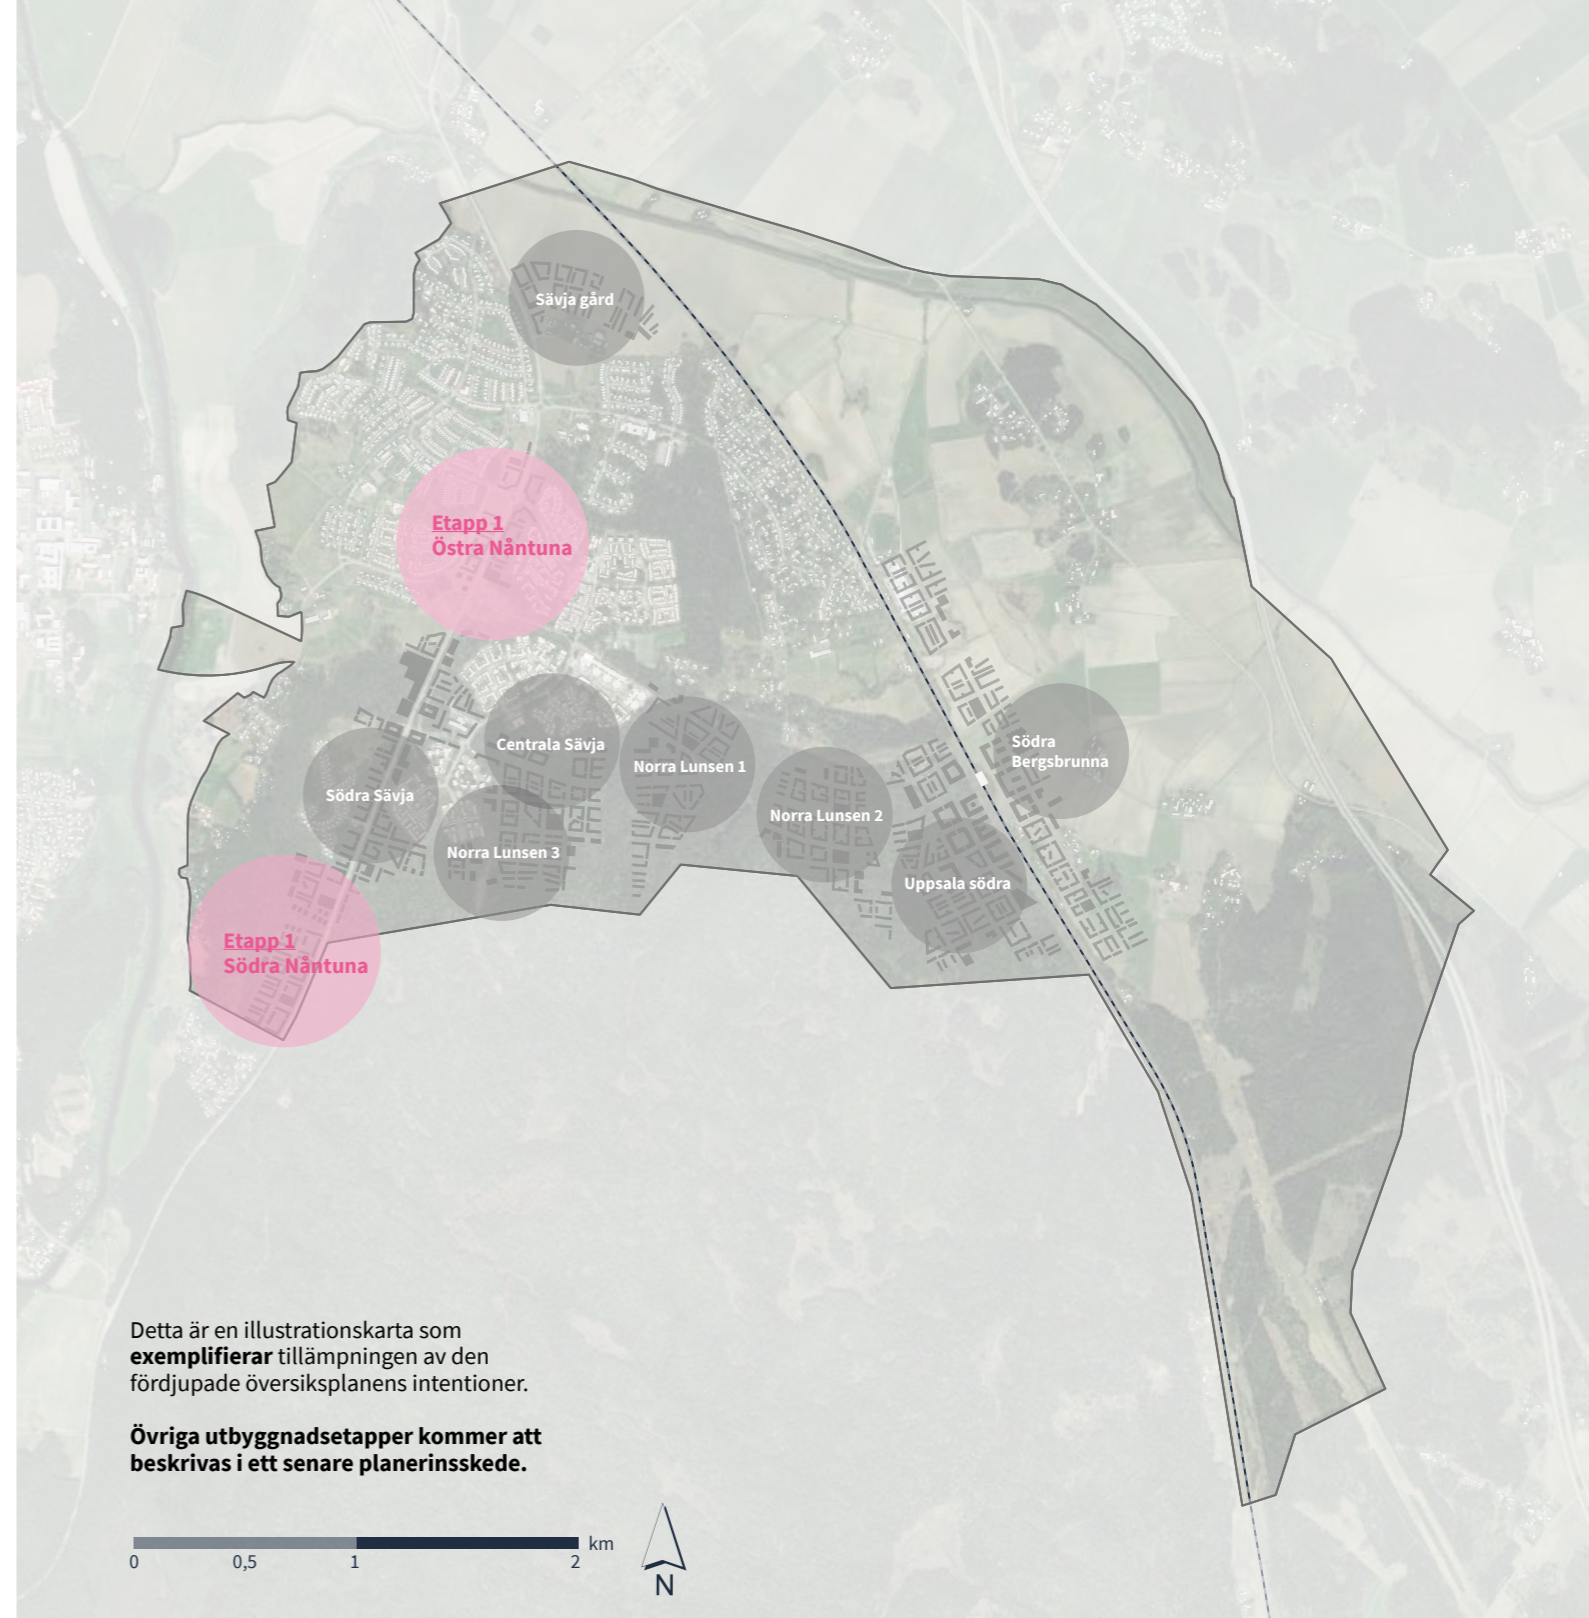 Sävja gård
Etapp 1
Östra Nåntuna
Centrala Sävja
Norra Lunsen 1
Södra
Bergsbrunna
Södra Sävja
Norra Lunsen 2
Norra Lunsen 3
Uppsala södra
Etapp 1
Södra Nåntuna
Detta är en illustrationskarta som
exemplifierar tillämpningen av den
fördjupade översiksplanens intentioner.
Övriga utbyggnadsetapper kommer att
beskrivas i ett senare planerinsskede.
km
0 0,5 1 2
N